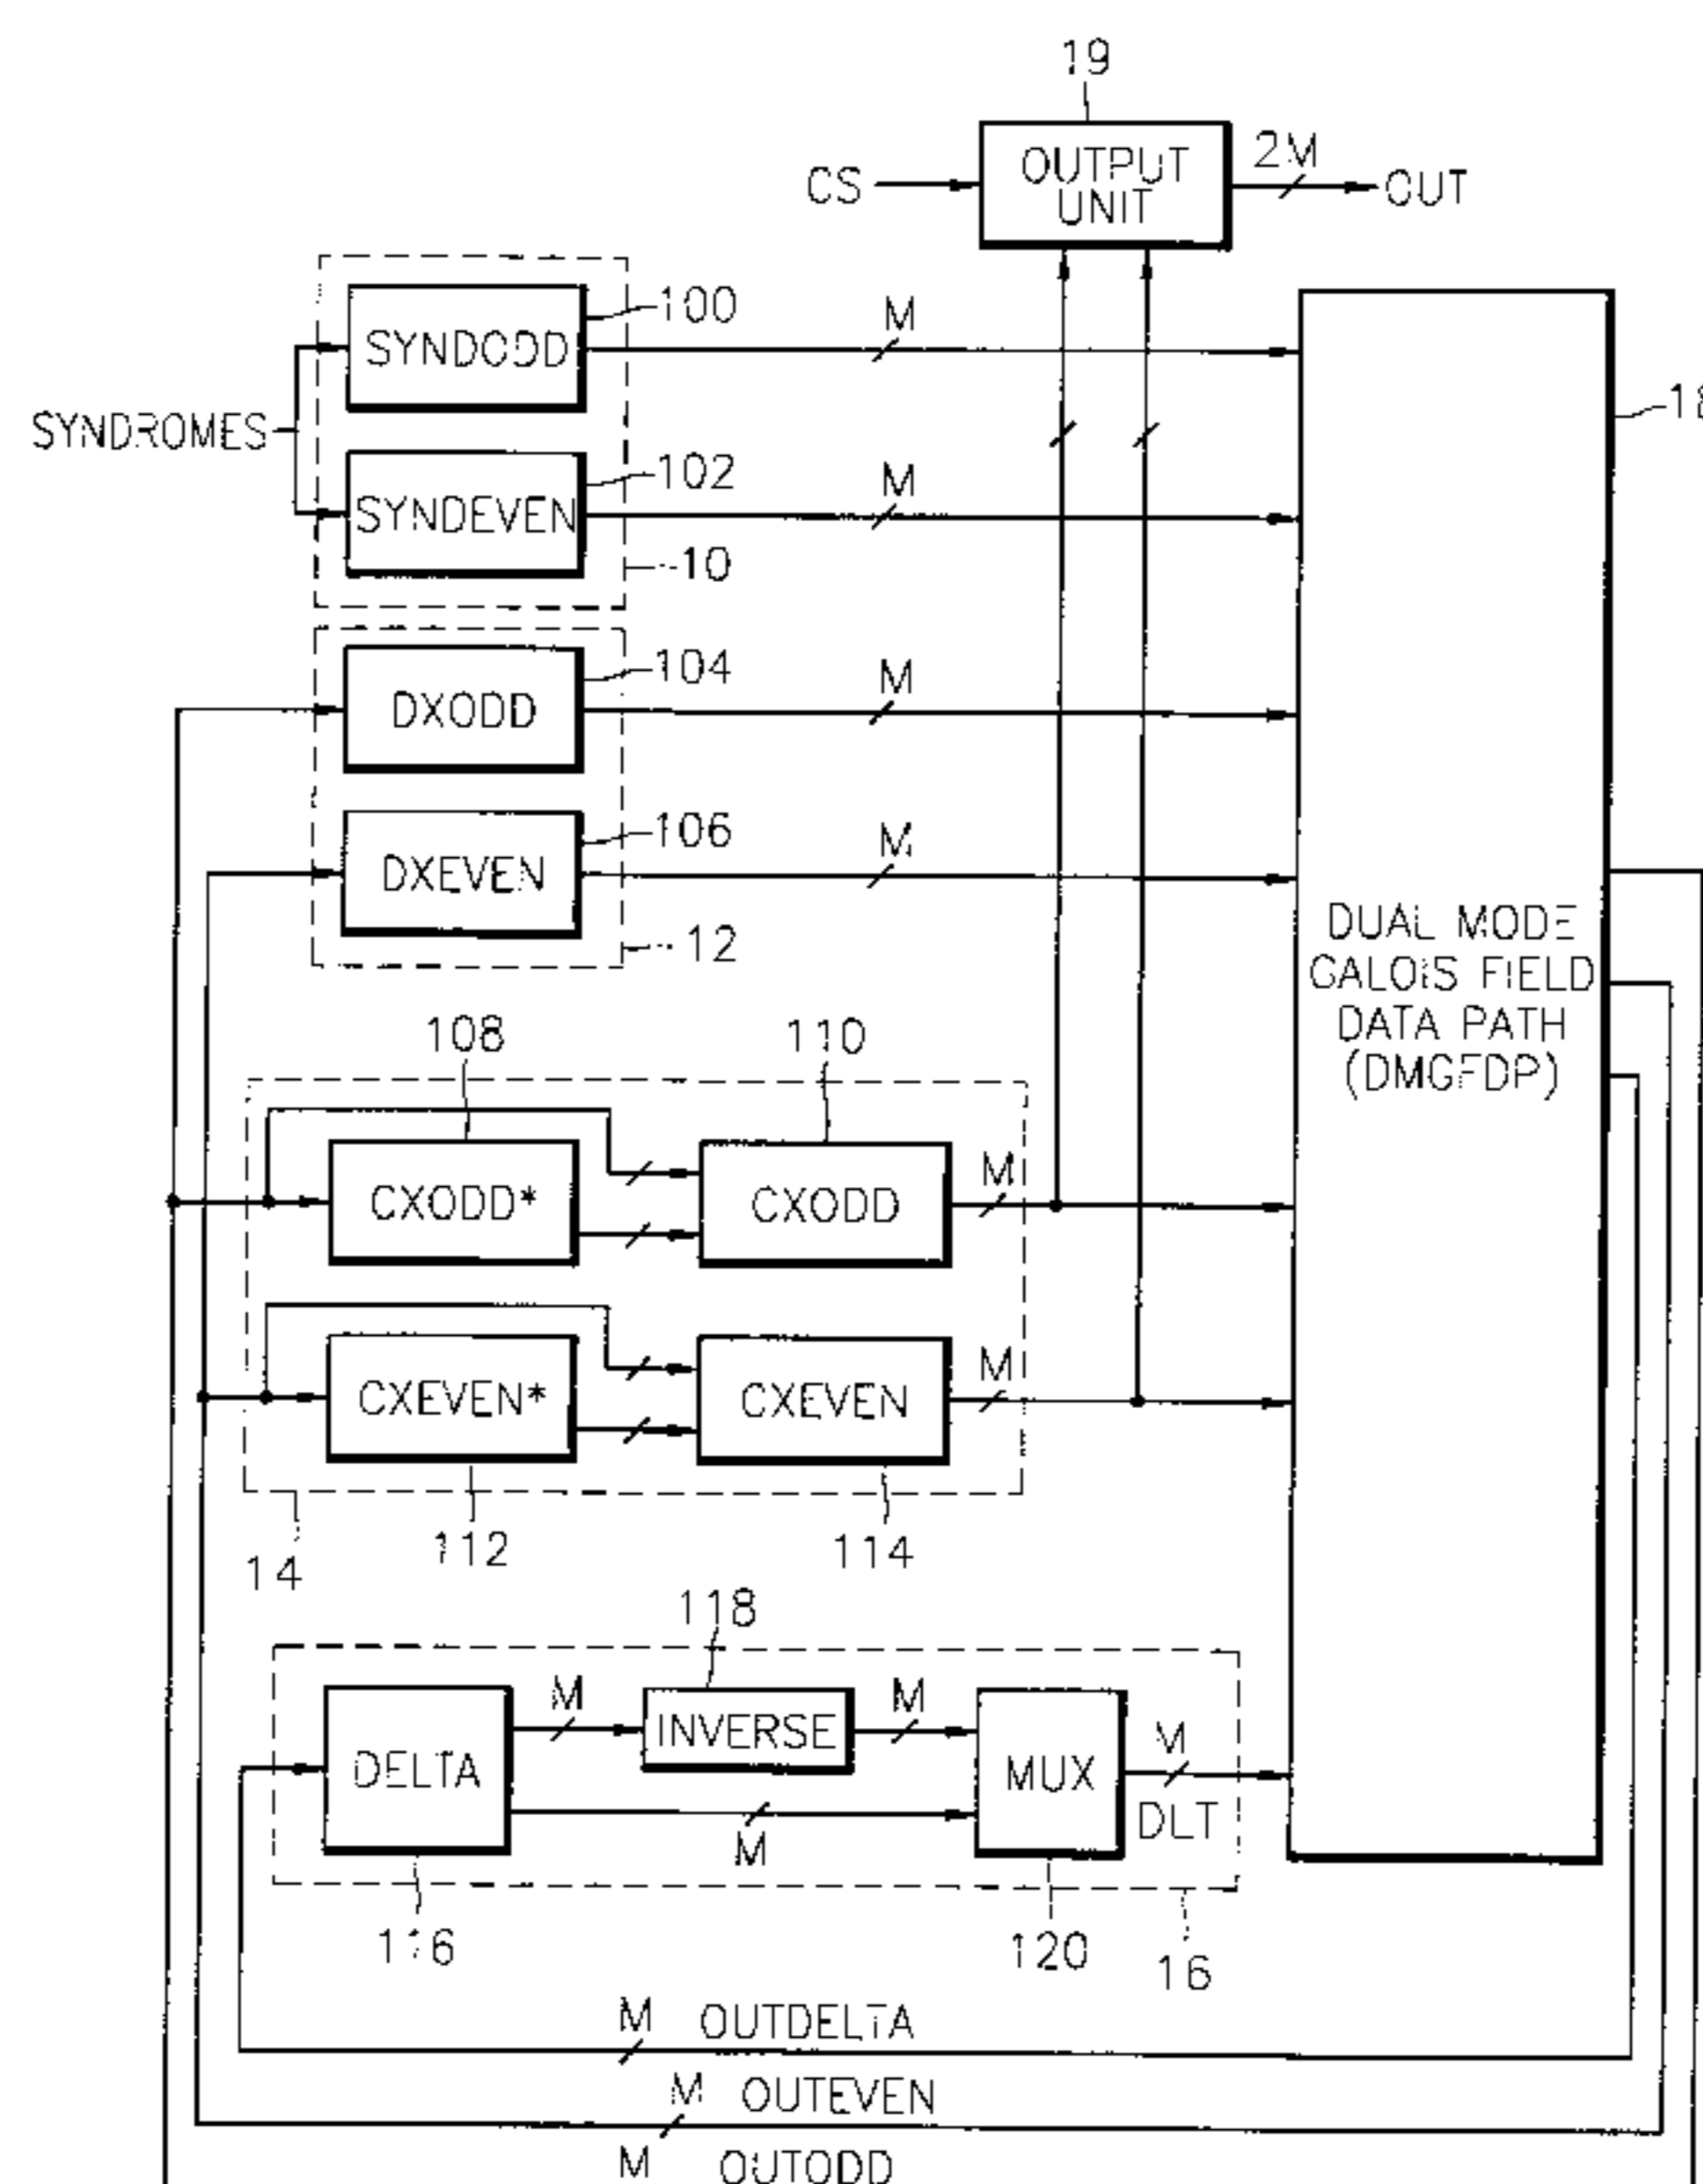 19
OUTPUT
UNIT
CS
2M
OUT
100
SYNDODD
M
SYNDROMES
18
102
SYNDEVEN
M
10
104
DXODD
M
106
DXEVEN
M
12
DUAL MODE
GALOIS FIELD
DATA PATH
(DMGFDP)
108
110
CXODD*
CXODD
M
CXEVEN*
CXEVEN
M
112
114
14
118
M
INVERSE
M
DELTA
MUX
M
DLT
M
116
120
16
M OUTDELTA
M OUTEVEN
M OUTODD